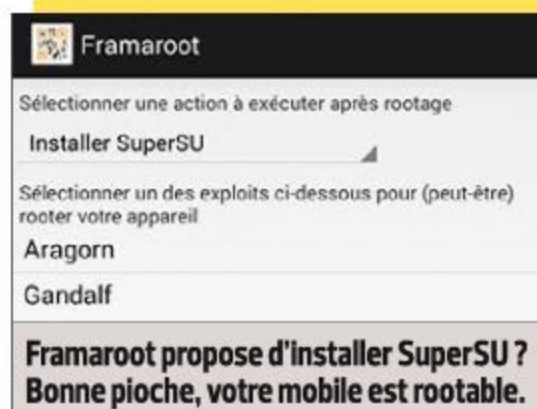 Framaroot
Sélectionner une action à exécuter après rootage
Installer SuperSU
Sélectionner un des exploits ci-dessous pour (peut-être)
rooter votre appareil
Aragorn
Gandalf
Framaroot propose d'installer SuperSU ?
Bonne pioche, votre mobile est rootable.